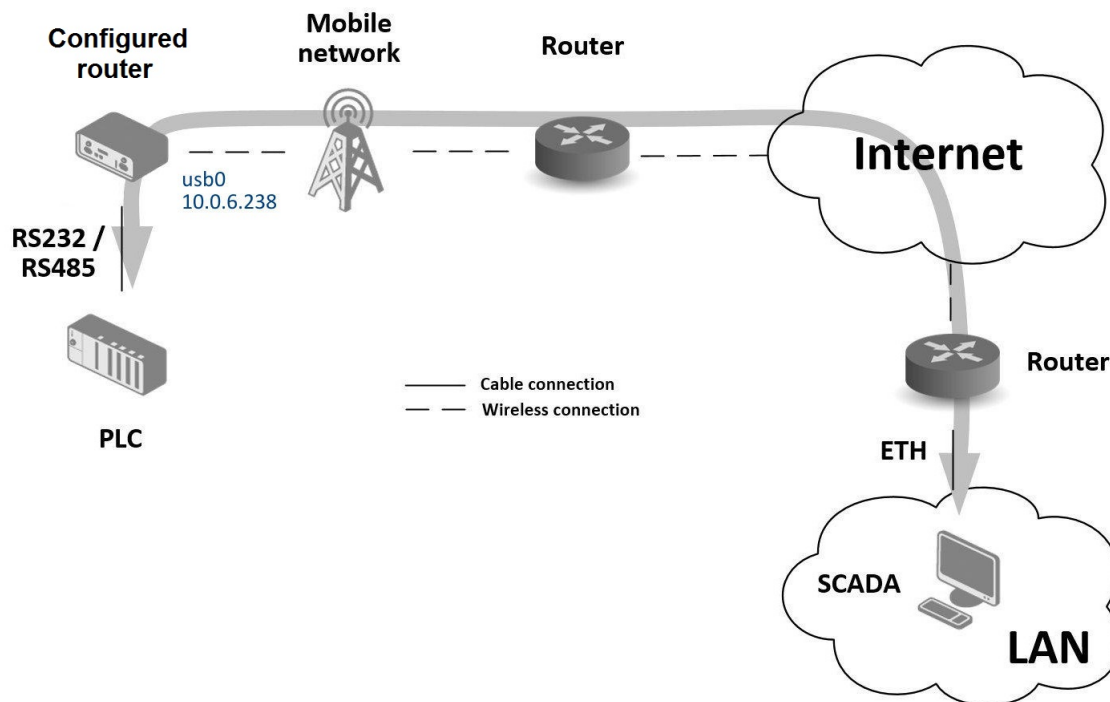 Configured
router
Mobile
network
Router
Internet
usb0
10.0.6.238
RS232 /
RS485
Router
Cable connection
Wireless connection
PLC
ETH
SCADA
LAN